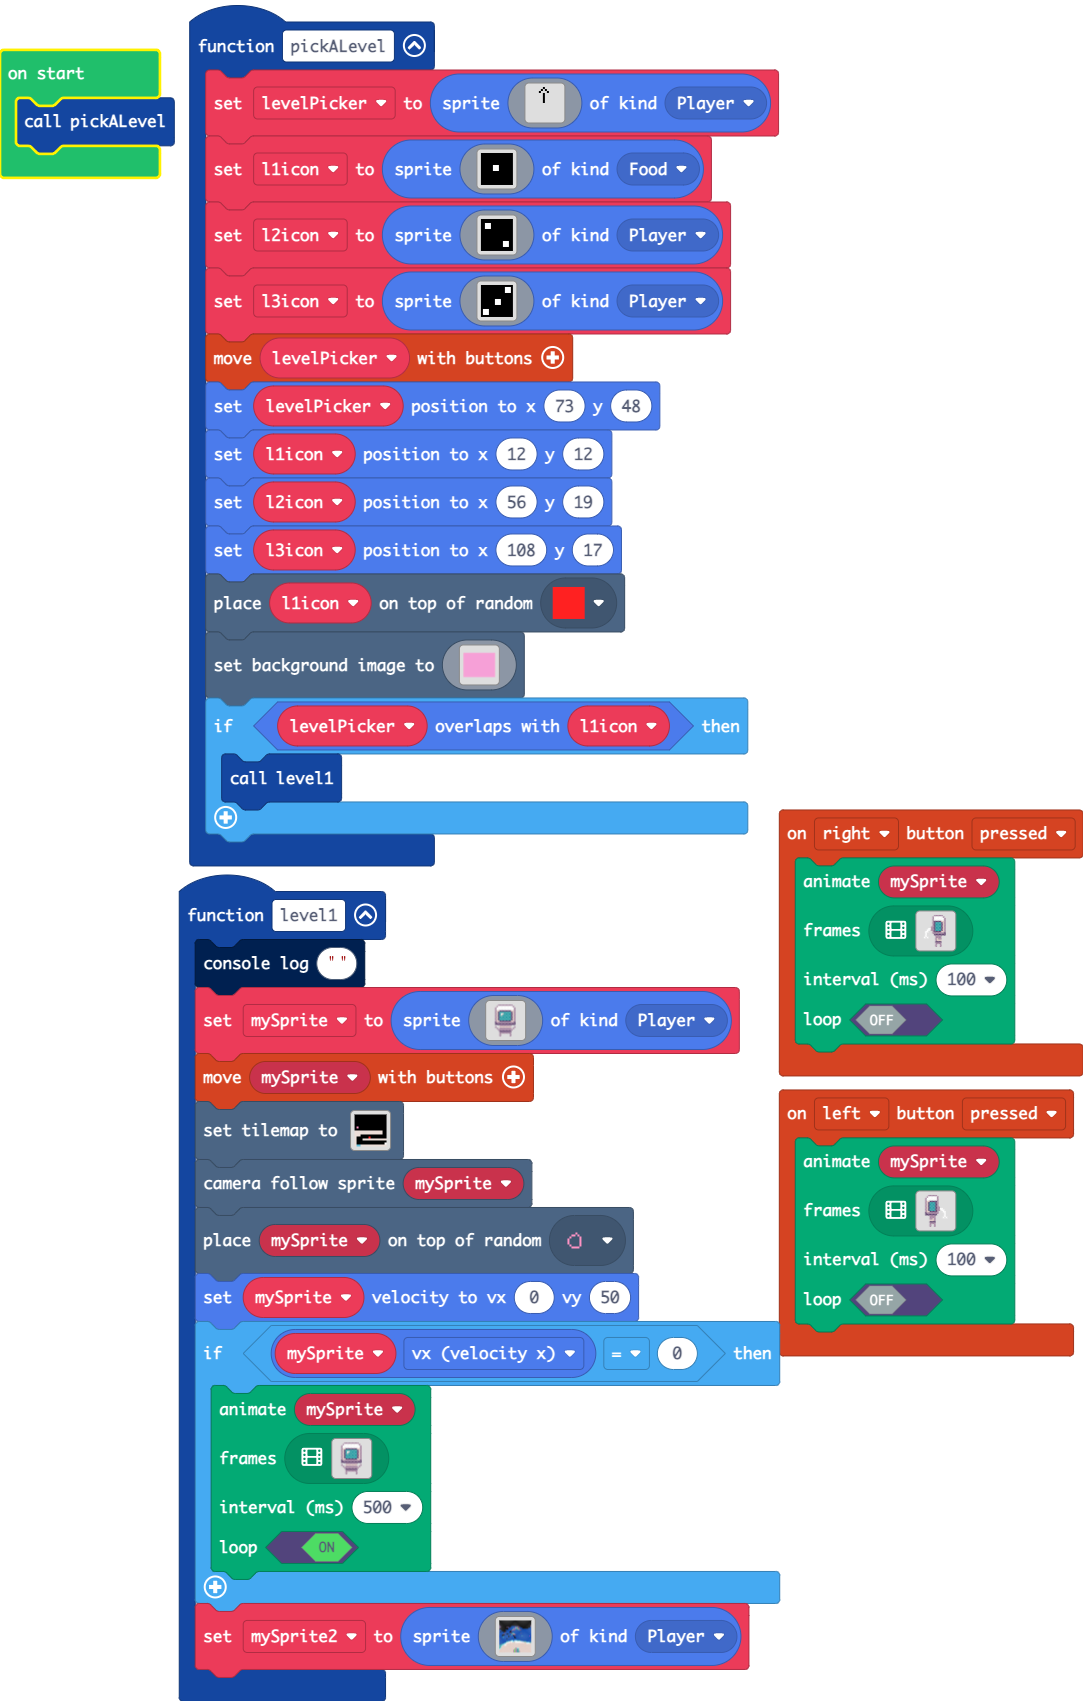 on start
call pickALevel
function pickALevel
set levelPicker to sprite of kind Player
set l1icon to sprite of kind Food
set l2icon to sprite of kind Player
set l3icon to sprite of kind Player
move levelPicker with buttons
set levelPicker position to x 73 y 48
set l1icon position to x 12 y 12
set l2icon position to x 56 y 19
set l3icon position to x 108 y 17
place l1icon on top of random
set background image to
if levelPicker overlaps with l1icon then
call level1
function level1
console log " "
set mySprite to sprite of kind Player
move mySprite with buttons
set tilemap to
camera follow sprite mySprite
place mySprite on top of random
set mySprite velocity to vx 0 vy 50
if mySprite vx (velocity x) = 0 then
animate mySprite
frames
interval (ms) 500
loop ON
set mySprite2 to sprite of kind Player
on right button pressed
animate mySprite
frames
interval (ms) 100
loop OFF
on left button pressed
animate mySprite
frames
interval (ms) 100
loop OFF